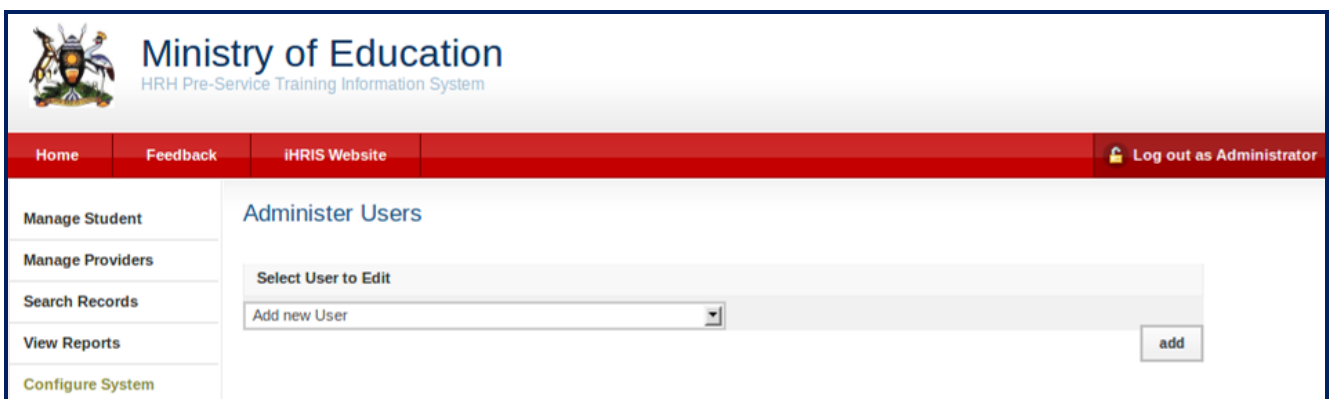 Ministry of Education
HRH Pre-Service Training Information System
Home
Feedback
iHRIS Website
Log out as Administrator
Manage Student
Manage Providers
Search Records
View Reports
Configure System
Administer Users
Select User to Edit
Add new User
add